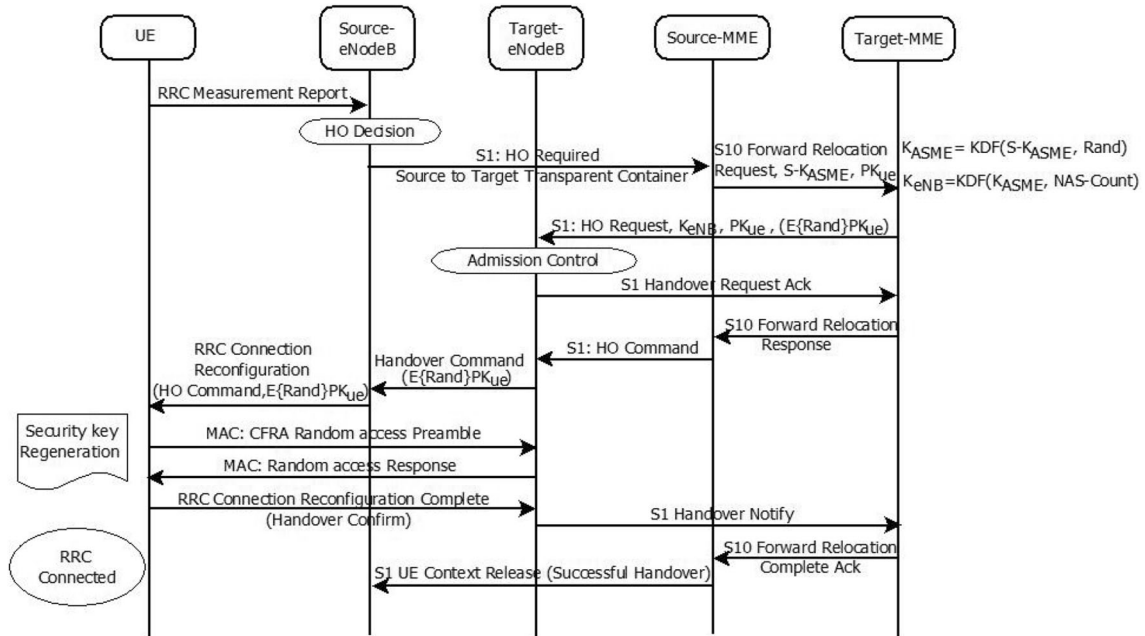 UE
Source-
eNodeB
Target-
eNodeB
Source-MME
Target-MME
RRC Measurement Report
HO Decision
S1: HO Required
Source to Target Transparent Container
S10 Forward Relocation
Request, S-KASME, PKue
KASME= KDF(S-KASME, Rand)
KeNB=KDF(KASME, NAS-Count)
S1: HO Request, KeNB, PKue , (E{Rand}PKue)
Admission Control
S1 Handover Request Ack
S10 Forward Relocation
Response
S1: HO Command
Handover Command
(E{Rand}PKue)
RRC Connection
Reconfiguration
(HO Command,E{Rand}PKue)
Security key
Regeneration
MAC: CFRA Random access Preamble
MAC: Random access Response
RRC Connection Reconfiguration Complete
(Handover Confirm)
S1 Handover Notify
RRC
Connected
S10 Forward Relocation
Complete Ack
S1 UE Context Release (Successful Handover)